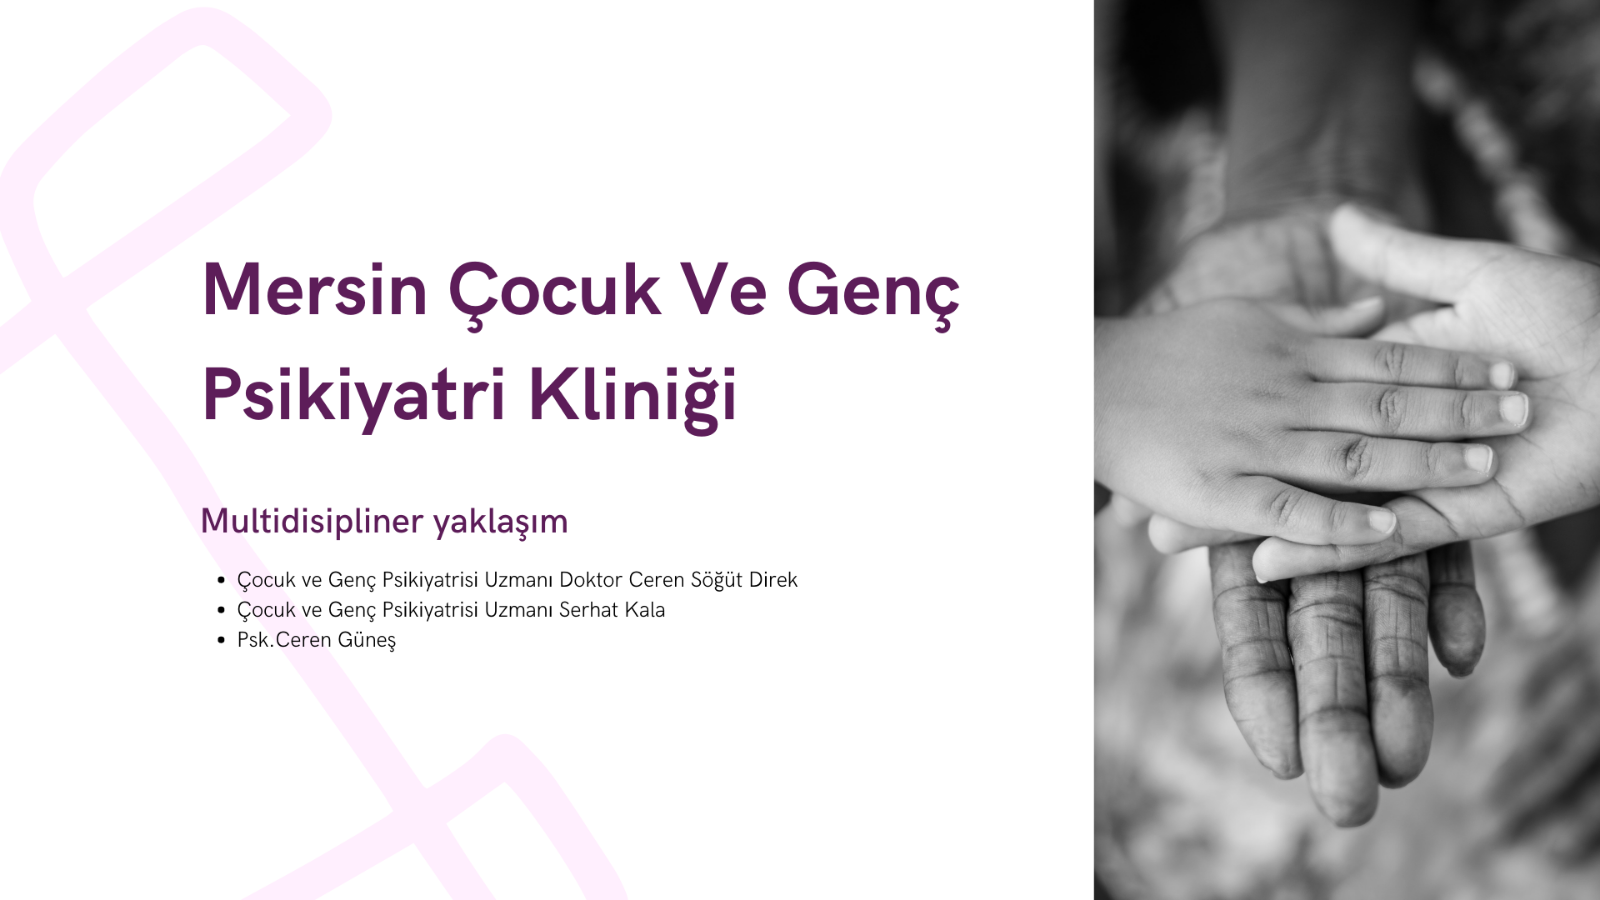 Mersin Çocuk Ve Genç
Psikiyatri Kliniği
Multidisipliner yaklaşım
• Çocuk ve Genç Psikiyatrisi Uzmanı Doktor Ceren Söğüt Direk
• Çocuk ve Genç Psikiyatrisi Uzmanı Serhat Kala
• Psk.Ceren Güneş